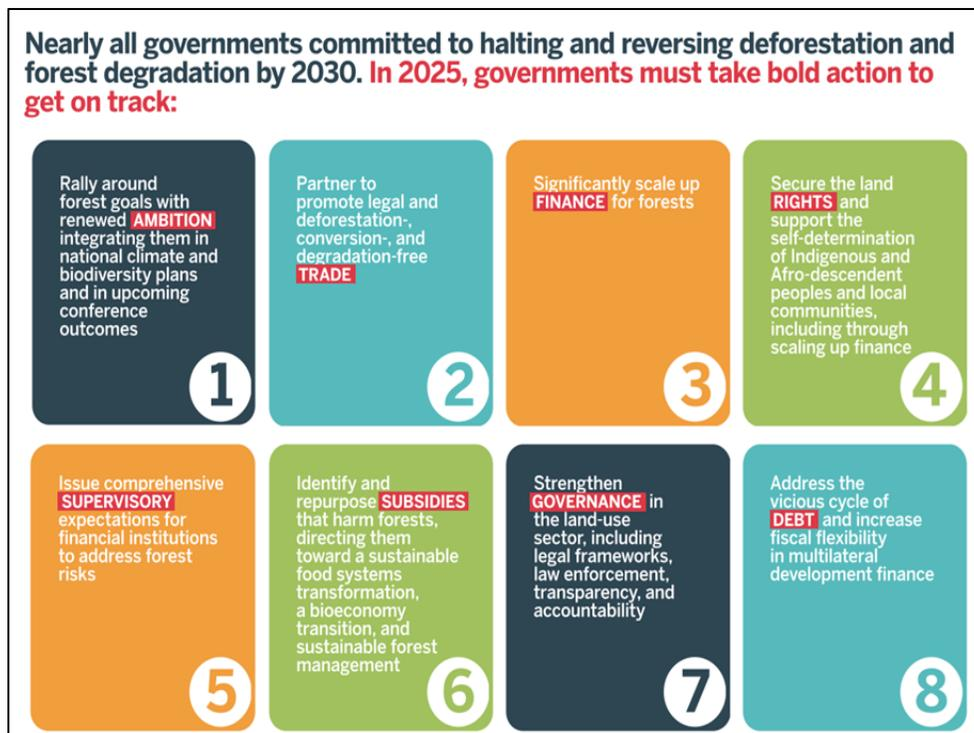 Nearly all governments committed to halting and reversing deforestation and
forest degradation by 2030. In 2025, governments must take bold action to
get on track:
Rally around
forest goals with
renewed AMBITION
integrating them in
national climate and
biodiversity plans
and in upcoming
conference
outcomes
1
Partner to
promote legal and
deforestation-,
conversion-, and
degradation-free
TRADE
2
Significantly scale up
FINANCE for forests
3
Secure the land
RIGHTS and
support the
self-determination
of Indigenous and
Afro-descendent
peoples and local
communities,
including through
scaling up finance
4
Issue comprehensive
SUPERVISORY
expectations for
financial institutions
to address forest
risks
5
Identify and
repurpose SUBSIDIES
that harm forests,
directing them
toward a sustainable
food systems
transformation,
a bioeconomy
transition, and
sustainable forest
management
6
Strengthen
GOVERNANCE in
the land-use
sector, including
legal frameworks,
law enforcement,
transparency, and
accountability
7
Address the
vicious cycle of
DEBT and increase
fiscal flexibility
in multilateral
development finance
8